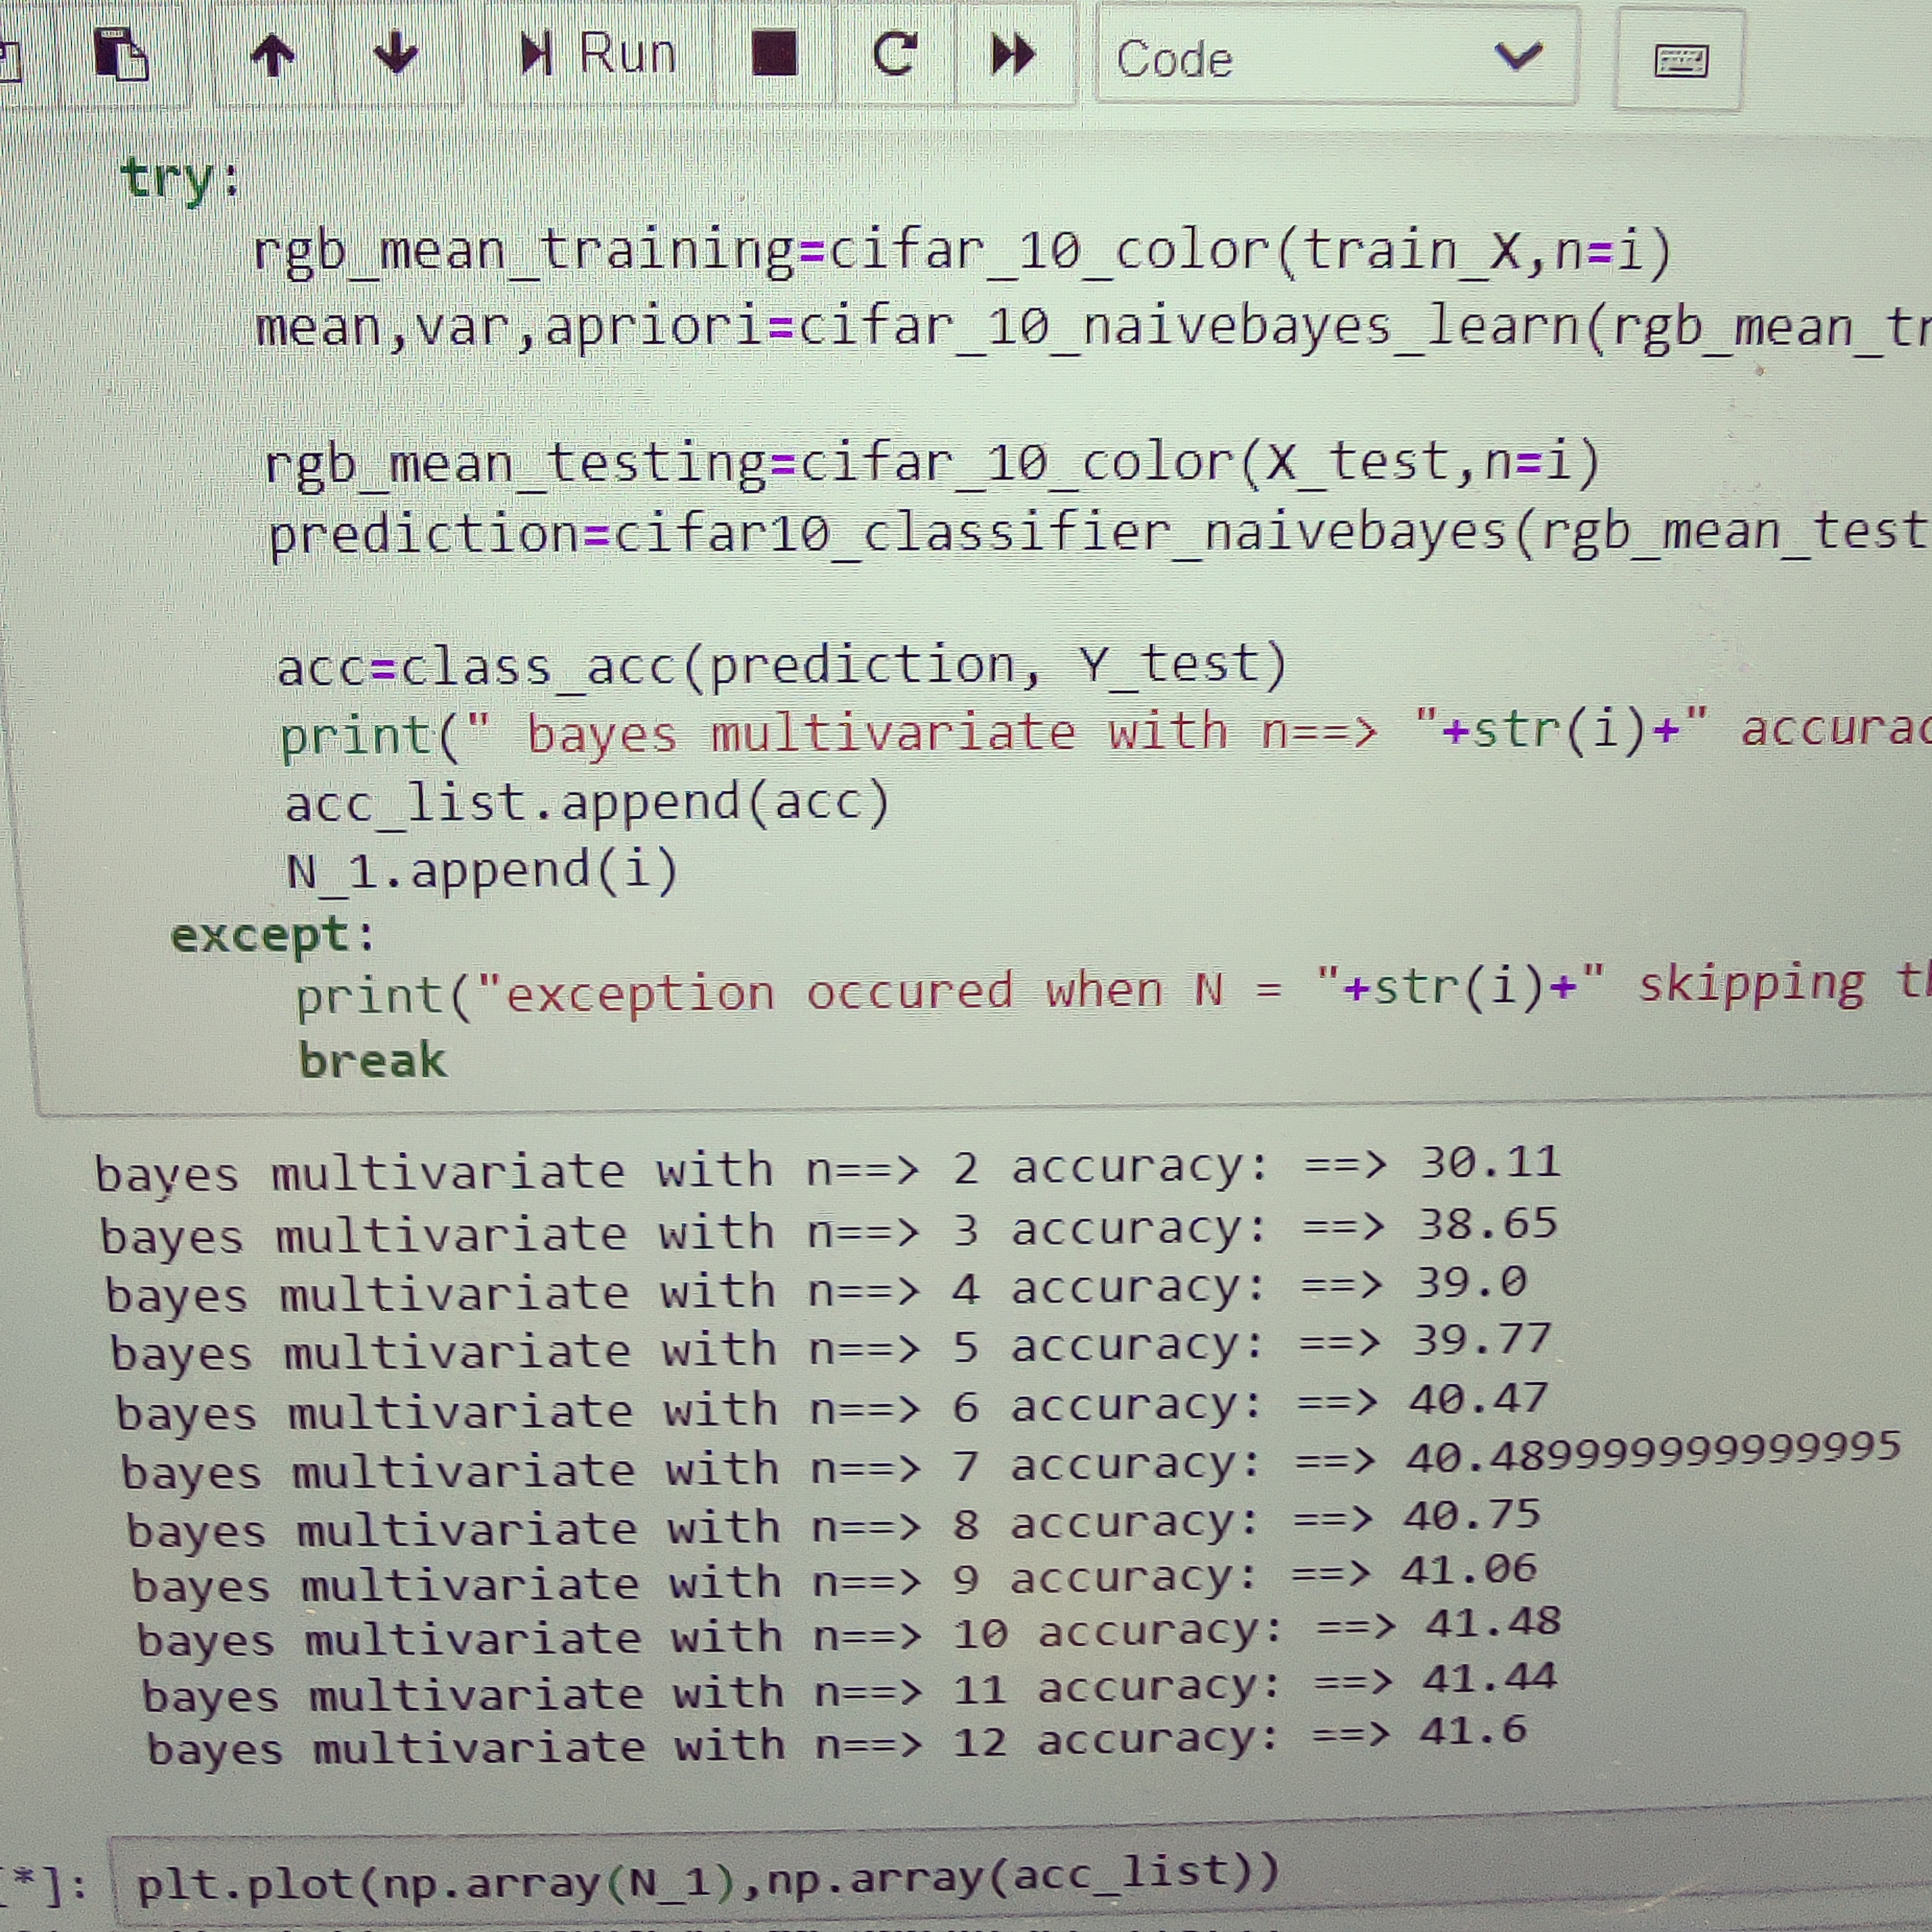 Run Code
try:
rgb_mean_training=cifar_10_color(train_X,n=i)
mean,var,apriori=cifar_10_naivebayes_learn(rgb_mean_tr
rgb_mean_testing=cifar_10_color(X_test,n=i)
prediction=cifar10_classifier_naivebayes(rgb_mean_test
acc=class_acc(prediction, Y_test)
print(" bayes multivariate with n==> "+str(i)+" accurac
acc_list.append(acc)
N_1.append(i)
except:
print("exception occured when N = "+str(i)+" skipping th
break
bayes multivariate with n==> 2 accuracy: ==> 30.11
bayes multivariate with n==> 3 accuracy: ==> 38.65
bayes multivariate with n==> 4 accuracy: ==> 39.0
bayes multivariate with n==> 5 accuracy: ==> 39.77
bayes multivariate with n==> 6 accuracy: ==> 40.47
bayes multivariate with n==> 7 accuracy: ==> 40.489999999999995
bayes multivariate with n==> 8 accuracy: ==> 40.75
bayes multivariate with n==> 9 accuracy: ==> 41.06
bayes multivariate with n==> 10 accuracy: ==> 41.48
bayes multivariate with n==> 11 accuracy: ==> 41.44
bayes multivariate with n==> 12 accuracy: ==> 41.6
[*]: plt.plot(np.array(N_1),np.array(acc_list))